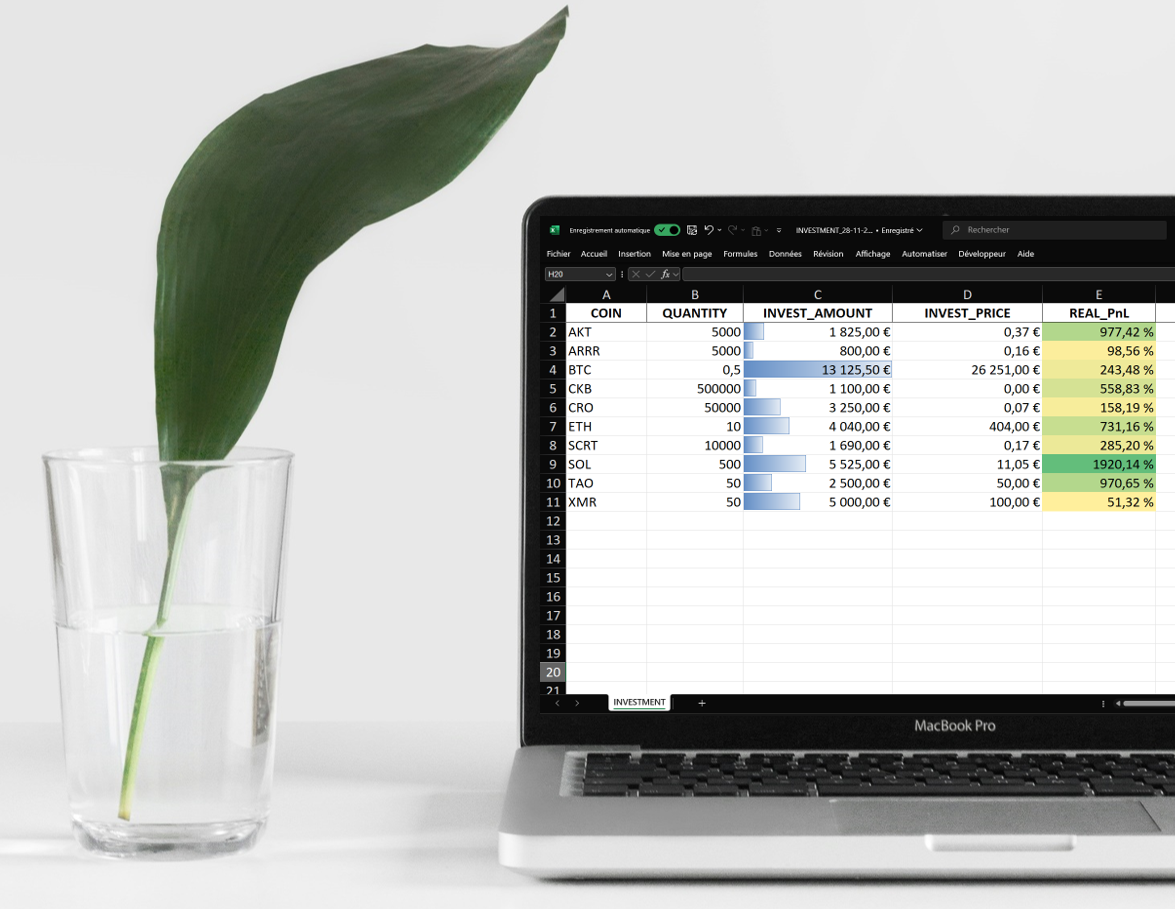 Enregistrement automatique INVESTMENT_28-11-2... • Enregistré Rechercher
Fichier Accueil Insertion Mise en page Formules Données Révision Affichage Automatiser Développeur Aide
H20 fx
A B C D E
1 COIN QUANTITY INVEST_AMOUNT INVEST_PRICE REAL_PnL
2 AKT 5000 1 825,00 € 0,37 € 977,42 %
3 ARRR 5000 800,00 € 0,16 € 98,56 %
4 BTC 0,5 13 125,50 € 26 251,00 € 243,48 %
5 CKB 500000 1 100,00 € 0,00 € 558,83 %
6 CRO 50000 3 250,00 € 0,07 € 158,19 %
7 ETH 10 4 040,00 € 404,00 € 731,16 %
8 SCRT 10000 1 690,00 € 0,17 € 285,20 %
9 SOL 500 5 525,00 € 11,05 € 1920,14 %
10 TAO 50 2 500,00 € 50,00 € 970,65 %
11 XMR 50 5 000,00 € 100,00 € 51,32 %
12
13
14
15
16
17
18
19
20
21
INVESTMENT +
MacBook Pro